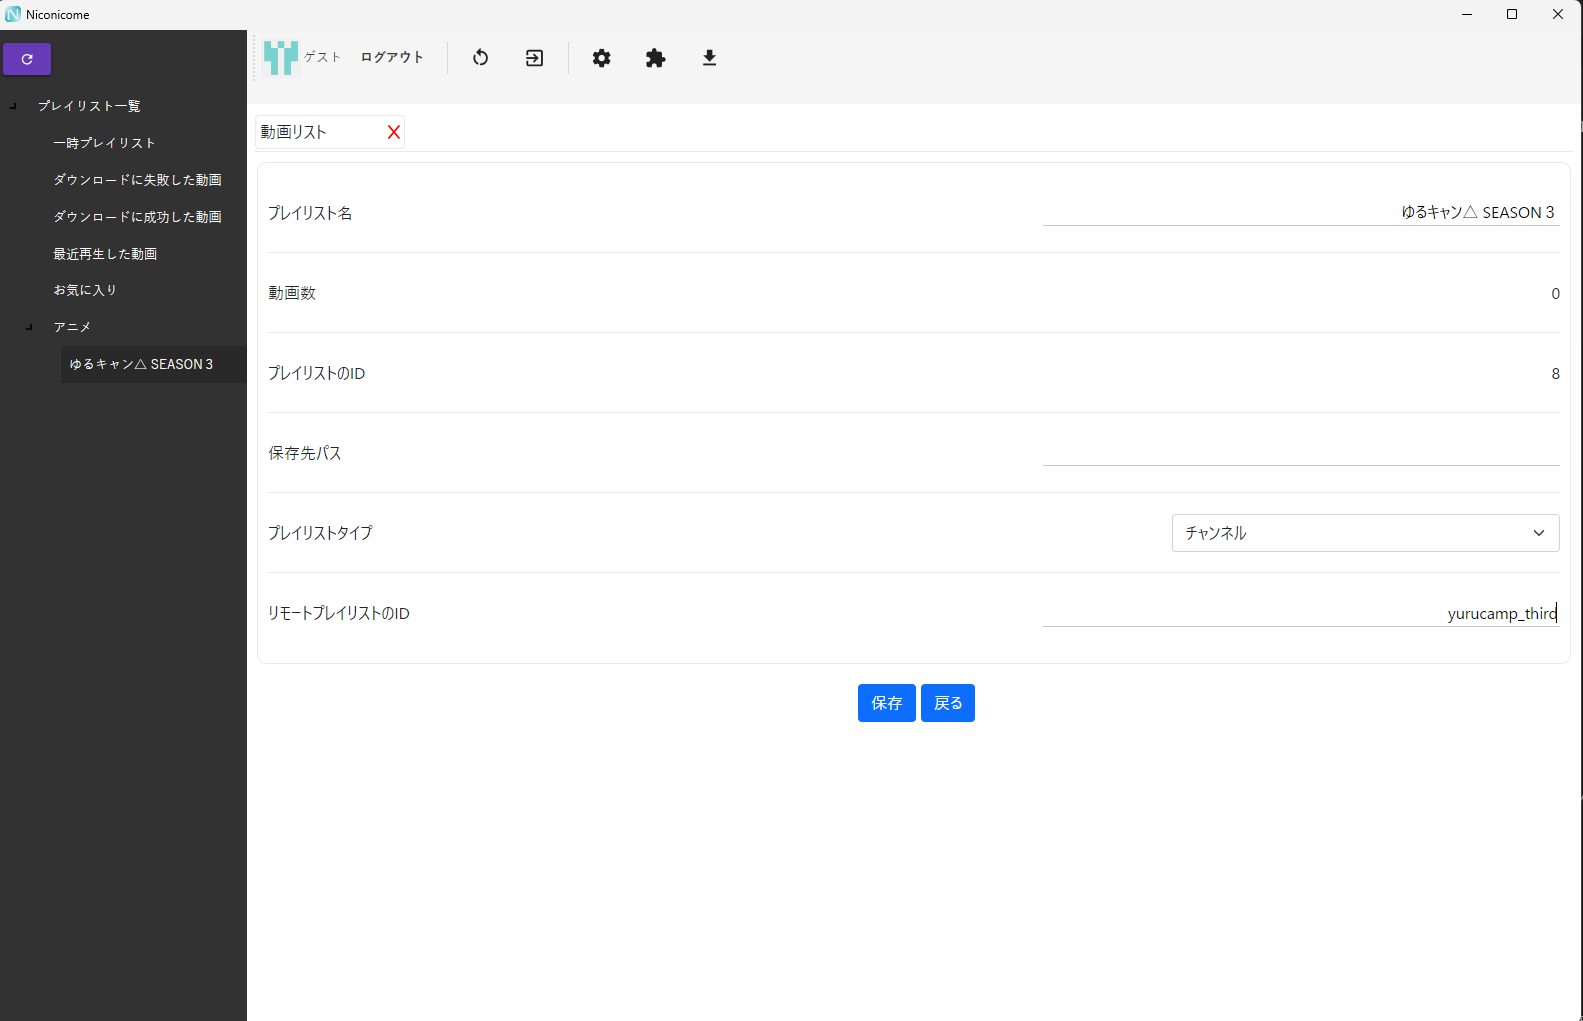 Niconicome
ゲスト ログアウト
プレイリスト一覧
一時プレイリスト
ダウンロードに失敗した動画
ダウンロードに成功した動画
最近再生した動画
お気に入り
アニメ
ゆるキャン△ SEASON 3
動画リスト
プレイリスト名 ゆるキャン△ SEASON 3
動画数 0
プレイリストのID 8
保存先パス
プレイリストタイプ チャンネル
リモートプレイリストのID yurucamp_third
保存 戻る